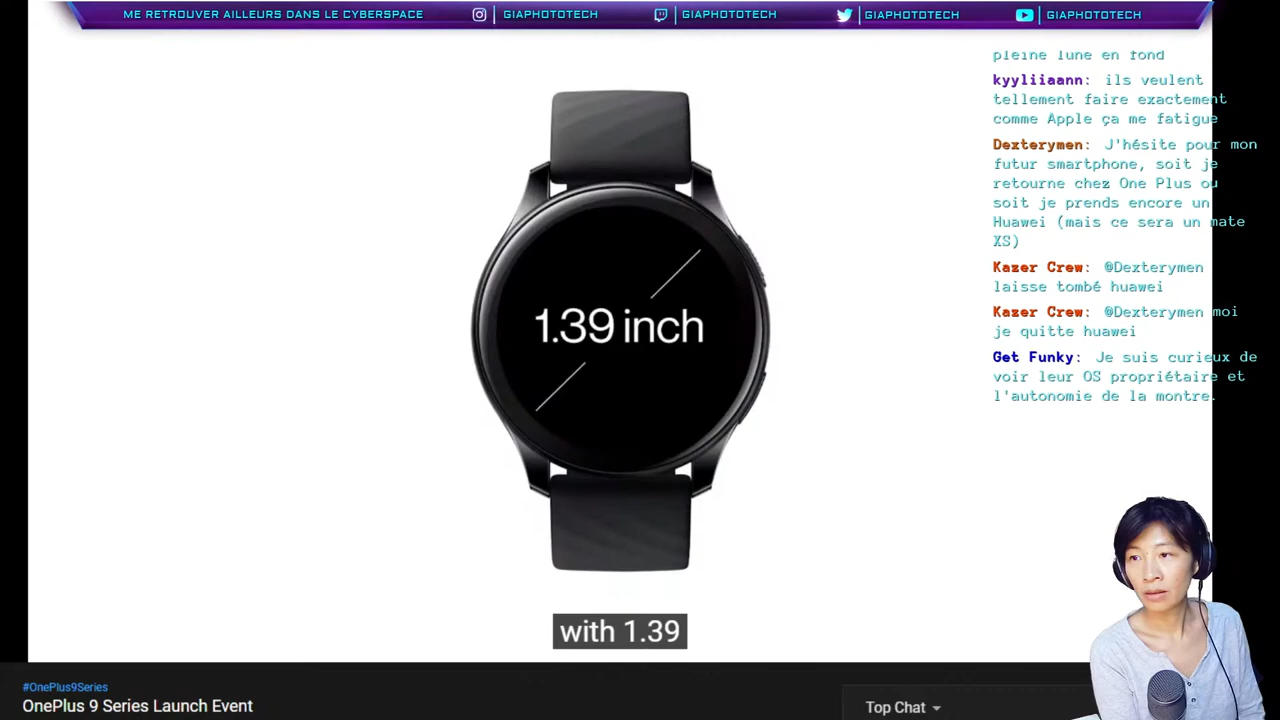 ME RETROUVER AILLEURS DANS LE CYBERSPACE
GIAPHOTOTECH
GIAPHOTOTECH
GIAPHOTOTECH
GIAPHOTOTECH
pleine lune en fond
kyyliiaann: ils veulent
tellement faire exactement
comme Apple ça me fatigue
Dexterymen: J'hésite pour mon
futur smartphone, soit je
retourne chez One Plus ou
soit je prends encore un
Huawei (mais ce sera un mate
XS)
Kazer Crew: @Dexterymen
laisse tombé huawei
Kazer Crew: @Dexterymen moi
je quitte huawei
Get Funky: Je suis curieux de
voir leur OS propriétaire et
l'autonomie de la montre.
1.39 inch
with 1.39
#OnePlus9Series
OnePlus 9 Series Launch Event
Top Chat